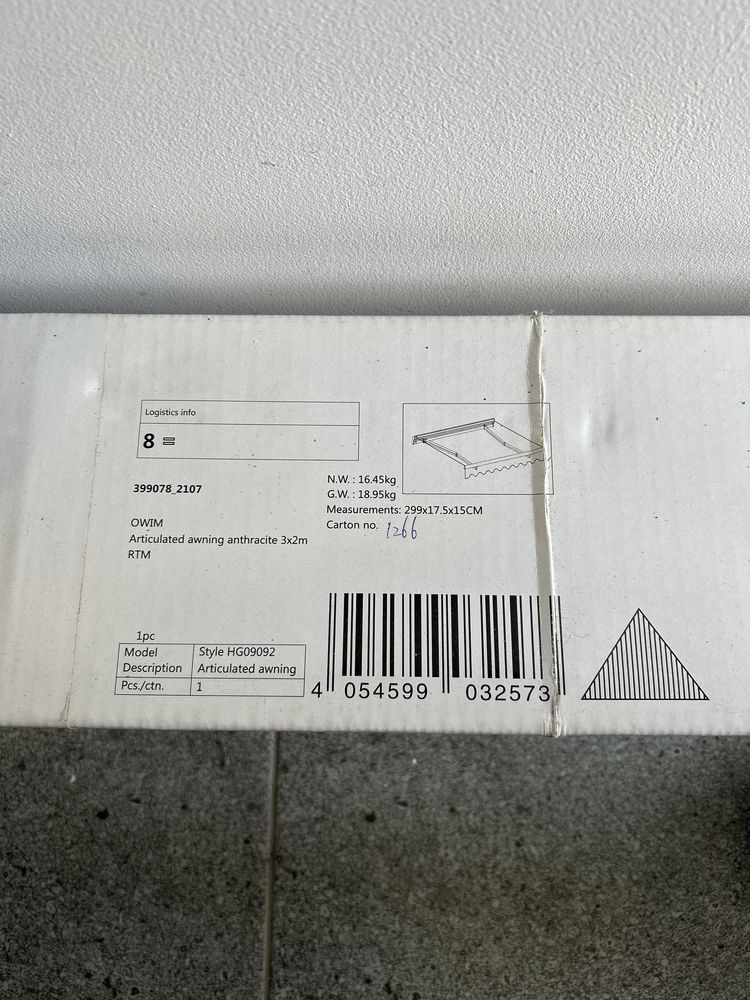 Logistics info
8 =
399078_2107
N.W. : 16.45kg
G.W. : 18.95kg
Measurements: 299x17.5x15CM
Carton no. 1266
OWIM
Articulated awning anthracite 3x2m
RTM
1pc
Model Style HG09092
Description Articulated awning
Pcs./ctn. 1
4 054599 032573